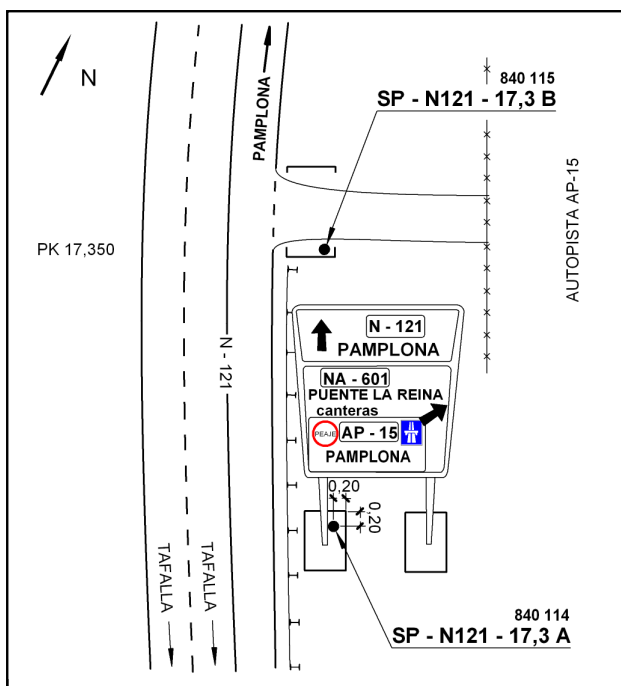 N
PAMPLONA
840 115
SP - N121 - 17,3 B
PK 17,350
AUTOPISTA AP-15
N - 121
N - 121
PAMPLONA
NA - 601
PUENTE LA REINA
canteras
PEAJE AP - 15
PAMPLONA
0,20
0,20
TAFALLA
TAFALLA
840 114
SP - N121 - 17,3 A